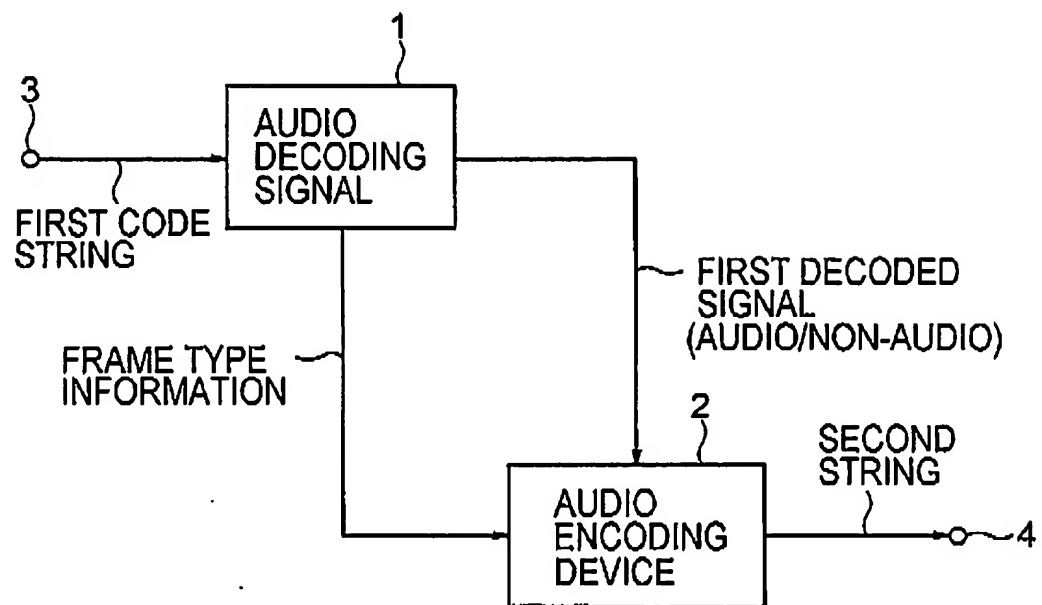 1
3
AUDIO
DECODING
SIGNAL
FIRST CODE
STRING
FIRST DECODED
SIGNAL
(AUDIO/NON-AUDIO)
FRAME TYPE
INFORMATION
2
SECOND
STRING
AUDIO
ENCODING
DEVICE
4